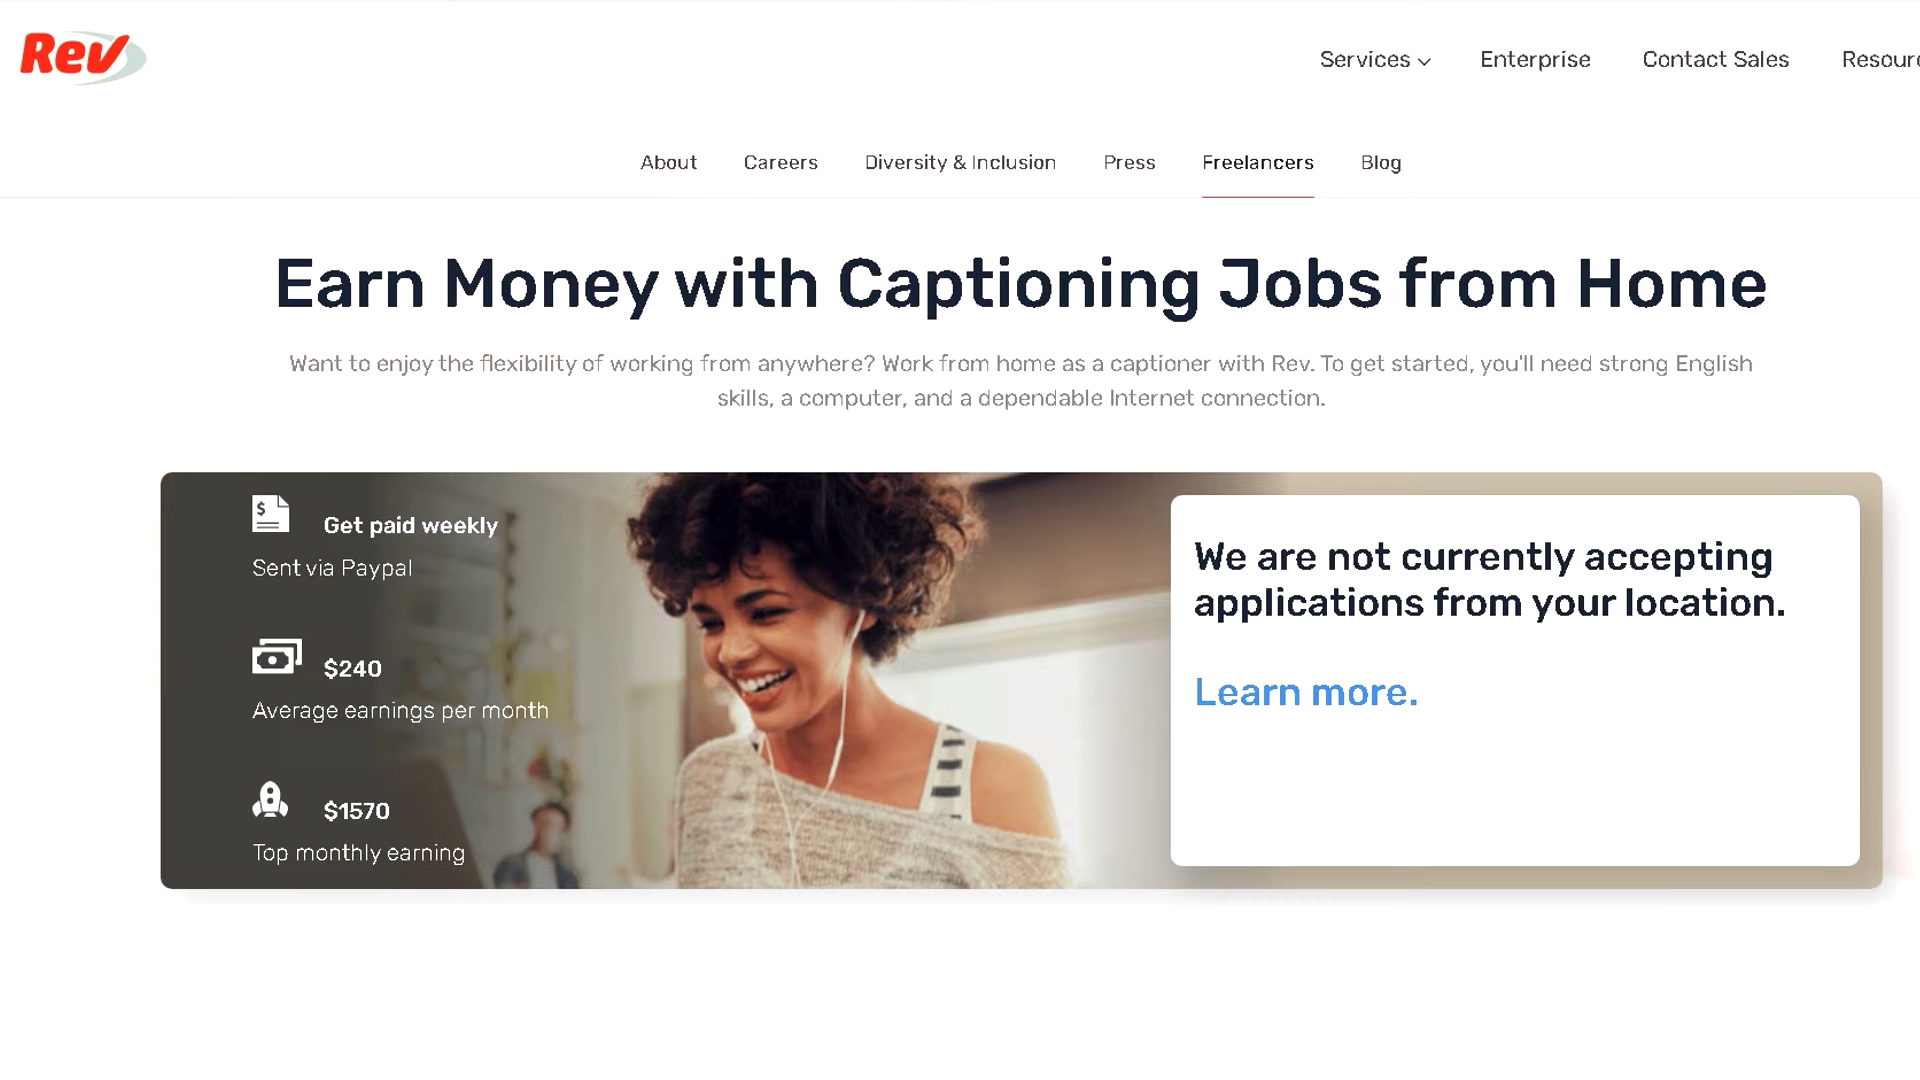 Rev
Services
Enterprise
Contact Sales
Resourc
About
Careers
Diversity & Inclusion
Press
Freelancers
Blog
Earn Money with Captioning Jobs from Home
Want to enjoy the flexibility of working from anywhere? Work from home as a captioner with Rev. To get started, you'll need strong English
skills, a computer, and a dependable Internet connection.
Get paid weekly
Sent via Paypal
$240
Average earnings per month
$1570
Top monthly earning
We are not currently accepting
applications from your location.
Learn more.